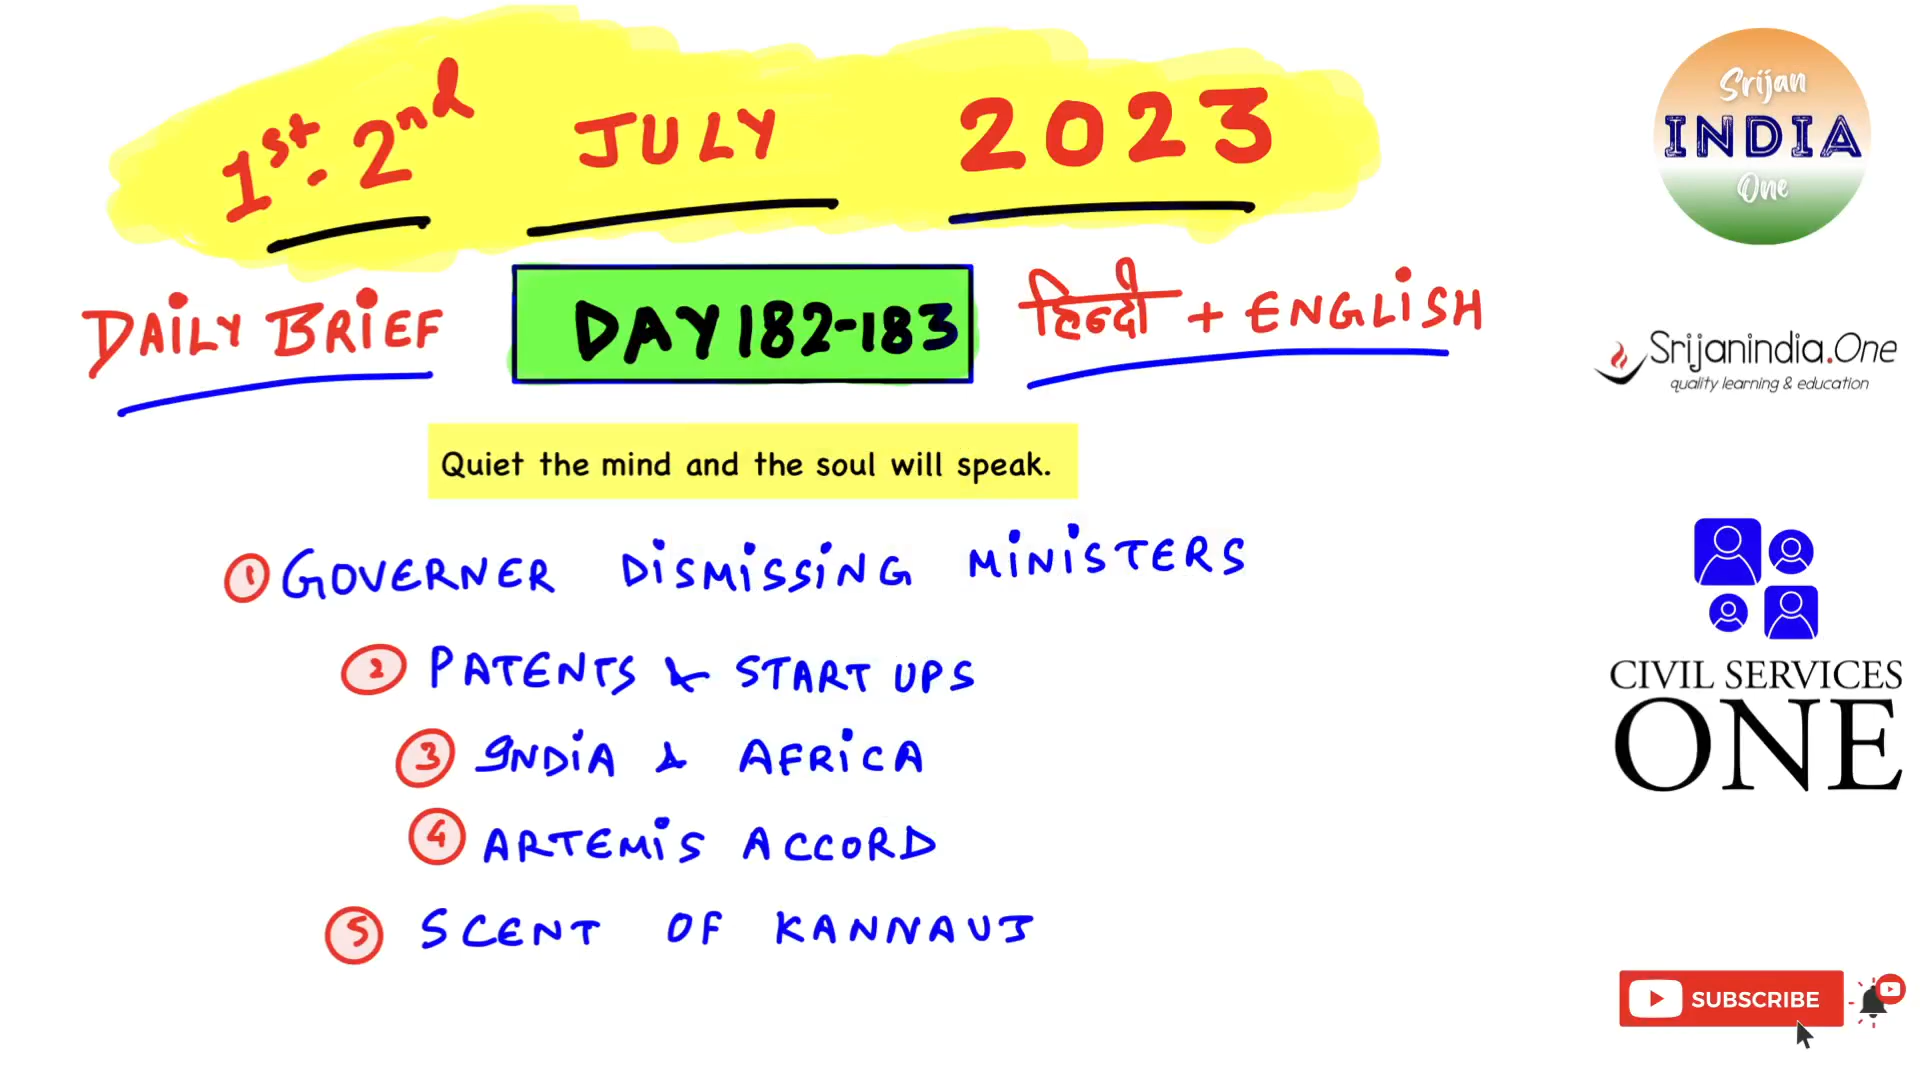 1st - 2nd JULY 2023
DAiLY BRiEF
DAY 182-183
हिन्दी + ENGLiSH
Quiet the mind and the soul will speak.
① GOVERNER DiSMiSSiNG MiNiSTERS
② PATENTS & START UPS
③ INDiA & AFRiCA
④ ARTEMiS ACCORD
⑤ SCENT OF KANNAUJ
Srijan
INDIA
One
Srijanindia.One
quality learning & education
CIVIL SERVICES
ONE
SUBSCRIBE